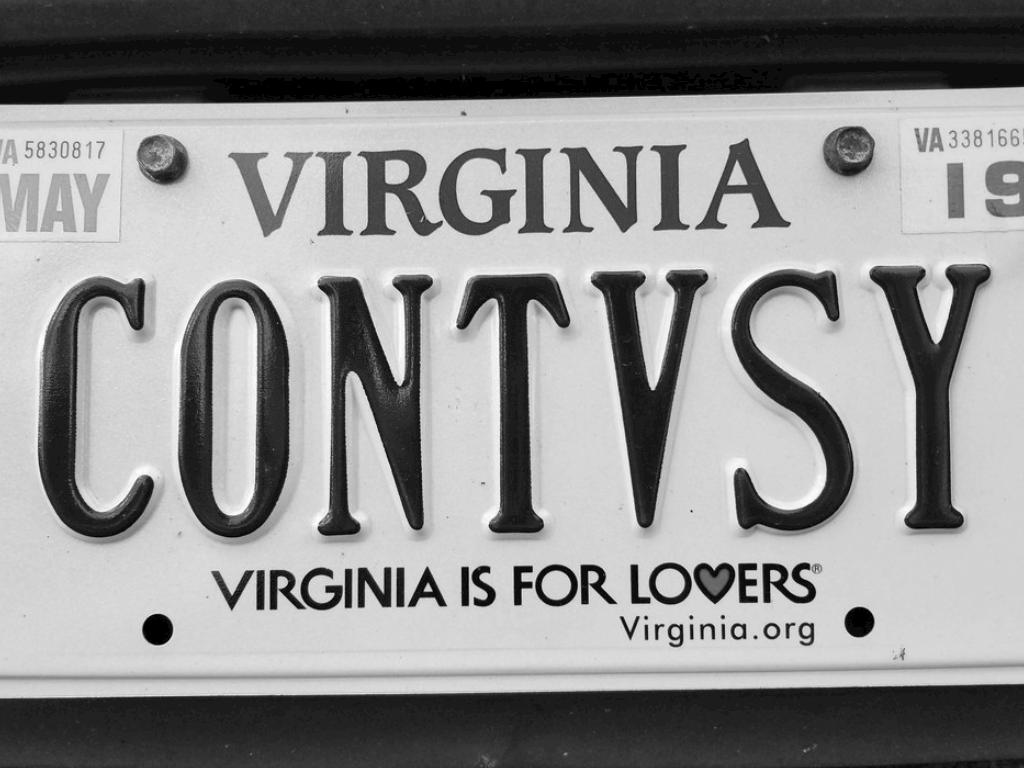 VA 5830817
MAY
VIRGINIA
VA 338166
19
CONTVSY
VIRGINIA IS FOR LOVERS®
Virginia.org